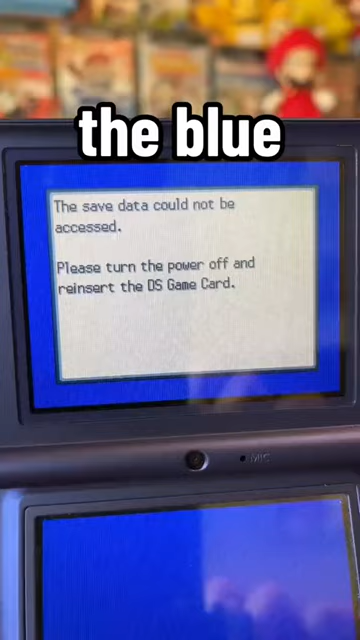 the blue
The save data could not be
accessed.
Please turn the power off and
reinsert the DS Game Card.
MIC